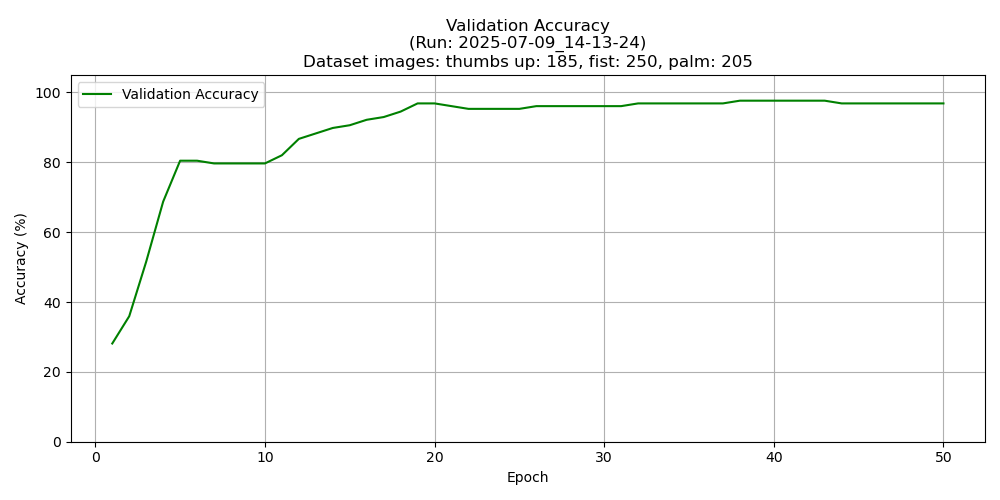 Validation Accuracy
(Run: 2025-07-09_14-13-24)
Dataset images: thumbs up: 185, fist: 250, palm: 205
Validation Accuracy
100
80
60
40
20
0
Accuracy (%)
0 10 20 30 40 50
Epoch